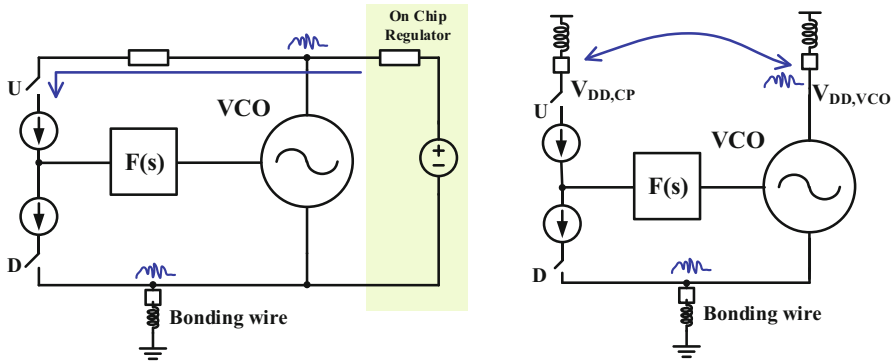 On Chip
Regulator
U
VCO
F(s)
+
−
D
Bonding wire
V_DD,CP
V_DD,VCO
U
VCO
F(s)
D
Bonding wire